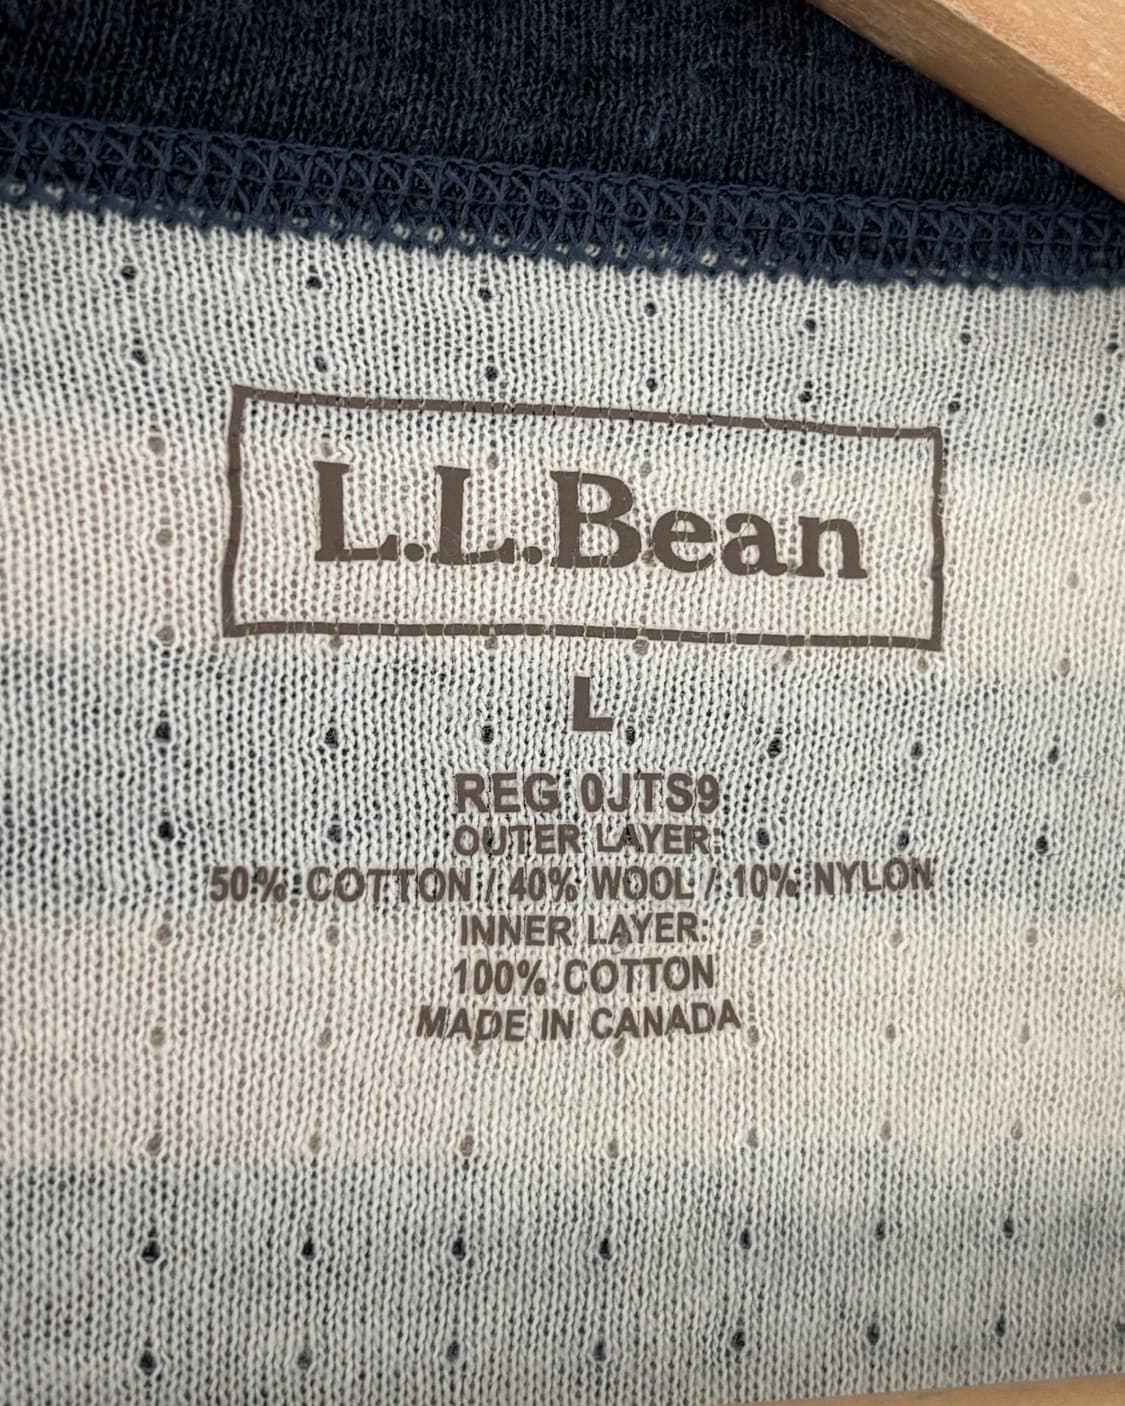 L.L.Bean
L
REG 0JTS9
OUTER LAYER:
50% COTTON / 40% WOOL / 10% NYLON
INNER LAYER:
100% COTTON
MADE IN CANADA